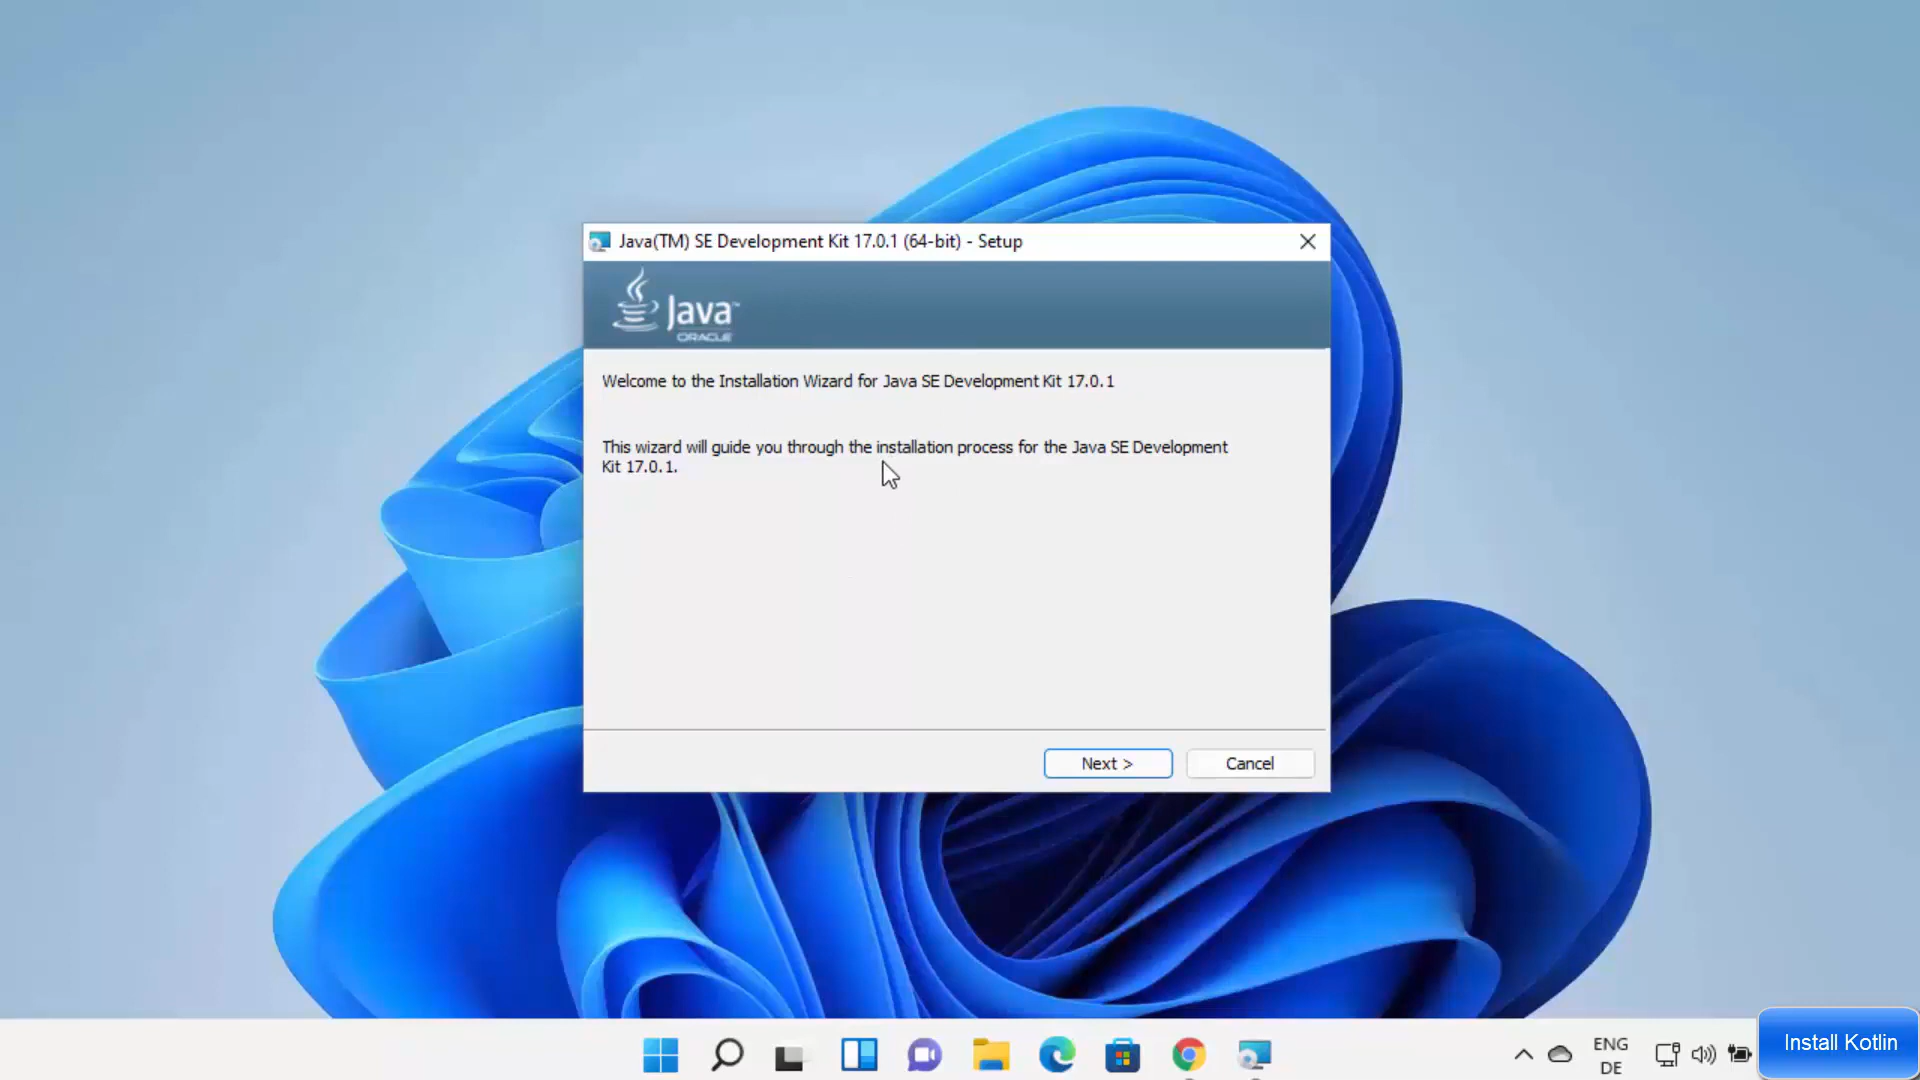 Java(TM) SE Development Kit 17.0.1 (64-bit) - Setup
Java™
ORACLE
Welcome to the Installation Wizard for Java SE Development Kit 17.0.1
This wizard will guide you through the installation process for the Java SE Development
Kit 17.0.1.
Next >
Cancel
ENG
DE
Install Kotlin